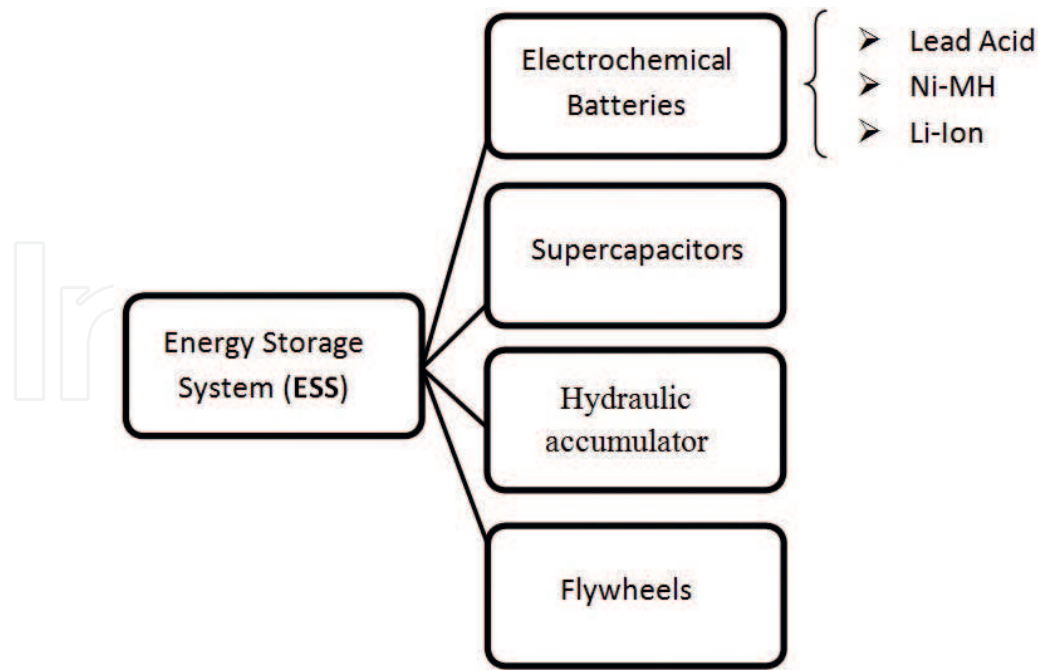 Electrochemical
Batteries
➢ Lead Acid
➢ Ni-MH
➢ Li-Ion
Supercapacitors
Energy Storage
System (ESS)
Hydraulic
accumulator
Flywheels